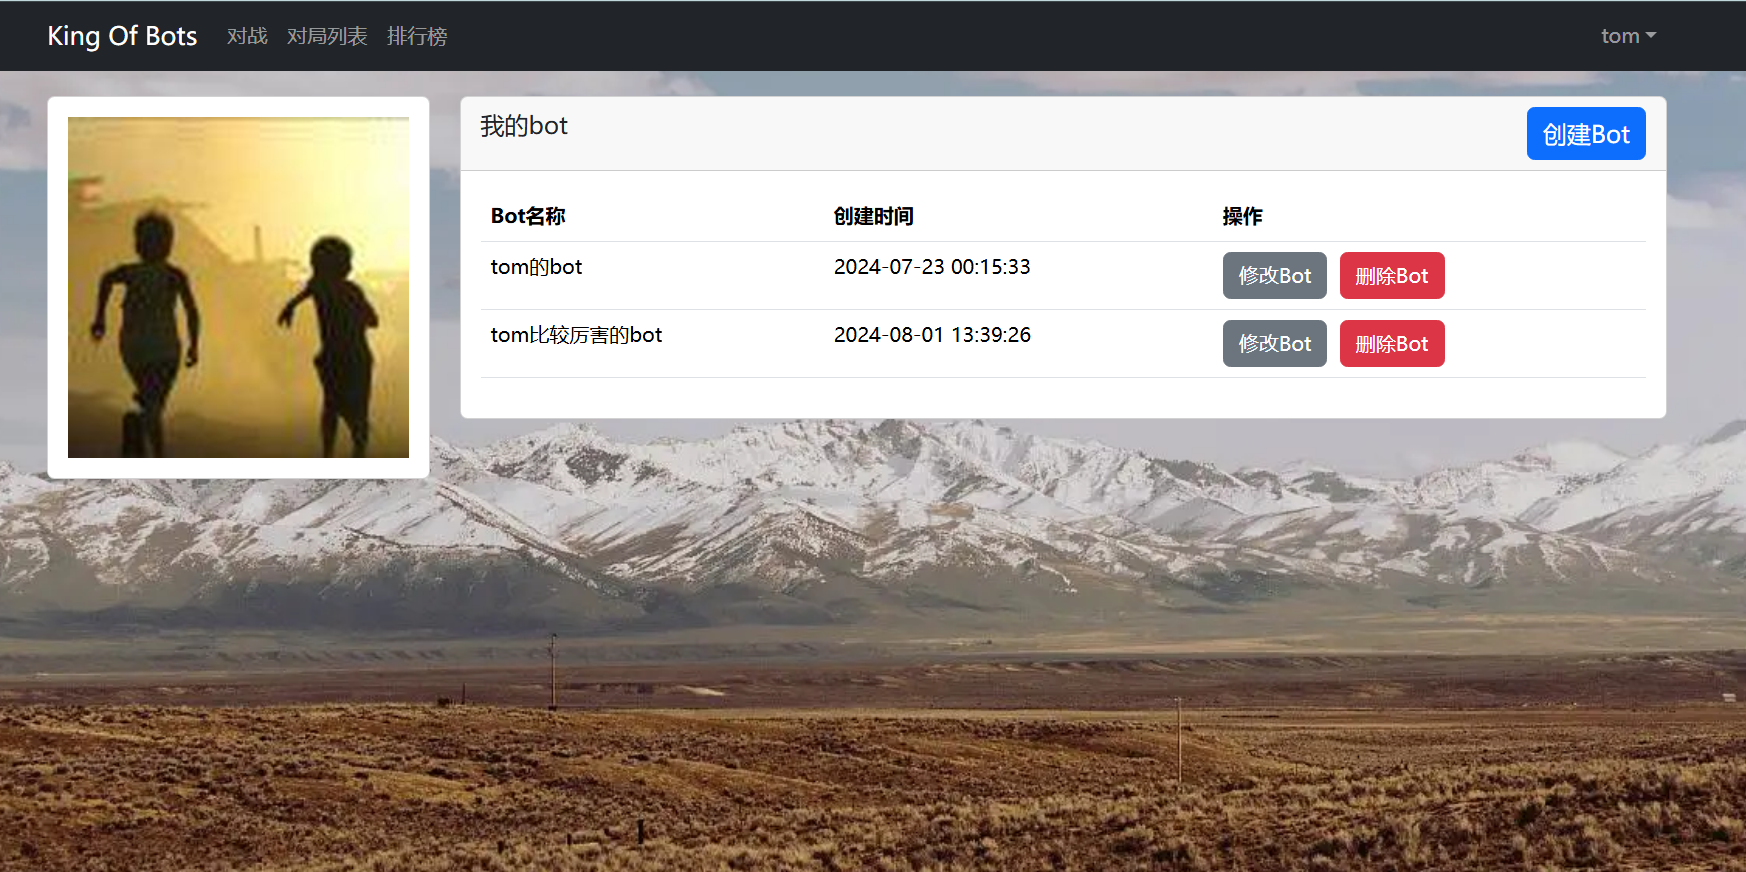 King Of Bots 对战 对局列表 排行榜 tom
我的bot 创建Bot
Bot名称 创建时间 操作
tom的bot 2024-07-23 00:15:33 修改Bot 删除Bot
tom比较厉害的bot 2024-08-01 13:39:26 修改Bot 删除Bot